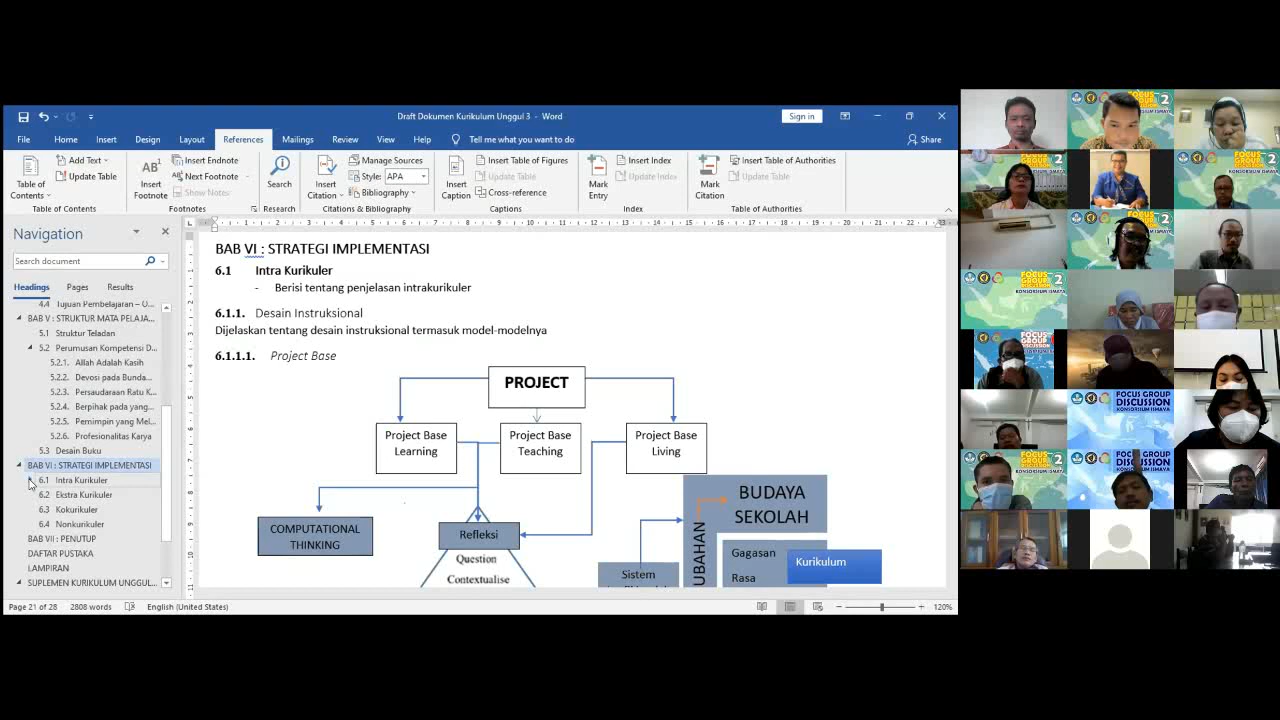 Draft Dokumen Kurikulum Unggul 3 - Word
Sign in
File Home Insert Design Layout References Mailings Review View Help Tell me what you want to do
Share
Table of Contents
Add Text
Update Table
Table of Contents
AB¹
Insert Footnote
Insert Endnote
Next Footnote
Show Notes
Footnotes
Search
Research
Insert Citation
Manage Sources
Style: APA
Bibliography
Citations & Bibliography
Insert Caption
Insert Table of Figures
Update Table
Cross-reference
Captions
Mark Entry
Insert Index
Update Index
Index
Mark Citation
Insert Table of Authorities
Update Table
Table of Authorities
Navigation
Search document
Headings Pages Results
4.4 Tujuan Pembelajaran – U...
BAB V : STRUKTUR MATA PELAJA...
5.1 Struktur Teladan
5.2 Perumusan Kompetensi D...
5.2.1. Allah Adalah Kasih
5.2.2. Devosi pada Bunda...
5.2.3. Persaudaraan Ratu K...
5.2.4. Berpihak pada yang...
5.2.5. Pemimpin yang Mel...
5.2.6. Profesionalitas Karya
5.3 Desain Buku
BAB VI : STRATEGI IMPLEMENTASI
6.1 Intra Kurikuler
6.2 Ekstra Kurikuler
6.3 Kokurikuler
6.4 Nonkurikuler
BAB VII : PENUTUP
DAFTAR PUSTAKA
LAMPIRAN
SUPLEMEN KURIKULUM UNGGUL...
BAB VI : STRATEGI IMPLEMENTASI
6.1 Intra Kurikuler
- Berisi tentang penjelasan intrakurikuler
6.1.1. Desain Instruksional
Dijelaskan tentang desain instruksional termasuk model-modelnya
6.1.1.1. Project Base
PROJECT
Project Base Learning
Project Base Teaching
Project Base Living
COMPUTATIONAL THINKING
Refleksi
Question
Contextualise
BUDAYA SEKOLAH
UBAHAN
Sistem
Gagasan
Rasa
Kurikulum
Page 21 of 28 2808 words English (United States)
120%
FOCUS GROUP DISCUSSION 2
KONSORSIUM ISMAYA